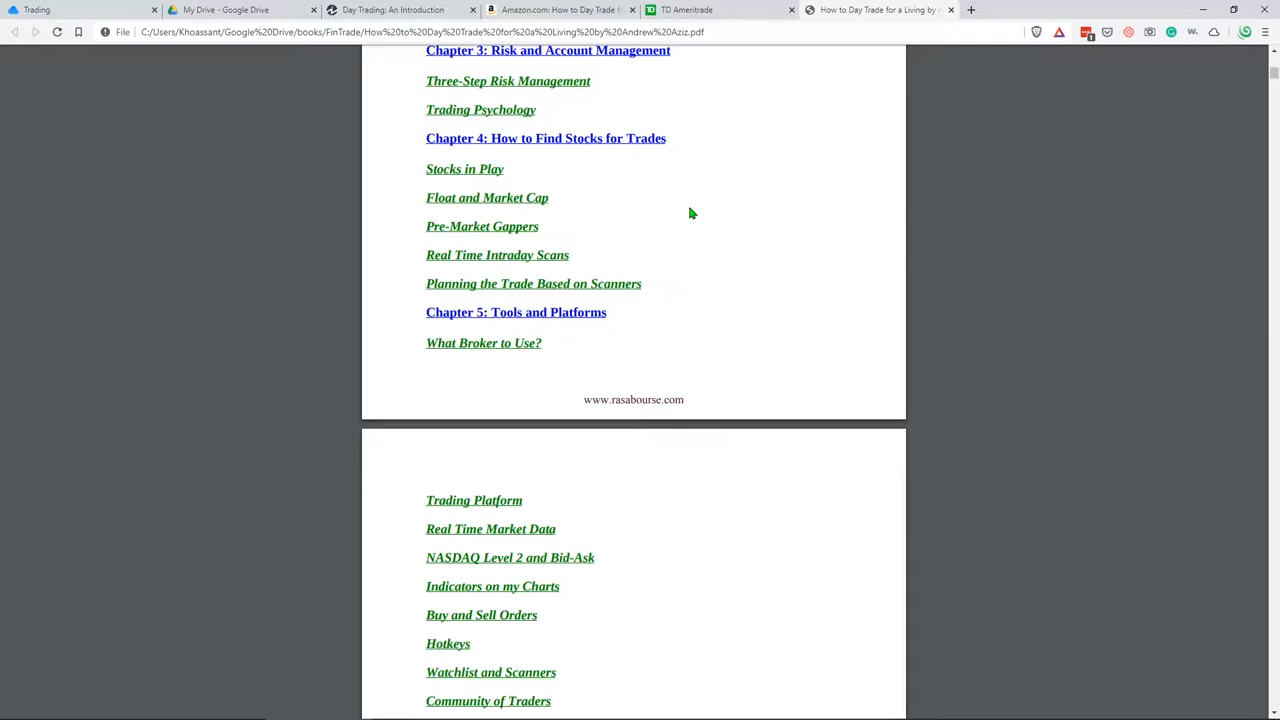 Trading
My Drive - Google Drive
Day Trading: An Introduction
Amazon.com: How to Day Trade f
TD Ameritrade
How to Day Trade for a Living by A
File
C:/Users/Khoassant/Google%20Drive/books/FinTrade/How%20to%20Day%20Trade%20for%20a%20Living%20by%20Andrew%20Aziz.pdf
Chapter 3: Risk and Account Management
Three-Step Risk Management
Trading Psychology
Chapter 4: How to Find Stocks for Trades
Stocks in Play
Float and Market Cap
Pre-Market Gappers
Real Time Intraday Scans
Planning the Trade Based on Scanners
Chapter 5: Tools and Platforms
What Broker to Use?
www.rasabourse.com
Trading Platform
Real Time Market Data
NASDAQ Level 2 and Bid-Ask
Indicators on my Charts
Buy and Sell Orders
Hotkeys
Watchlist and Scanners
Community of Traders